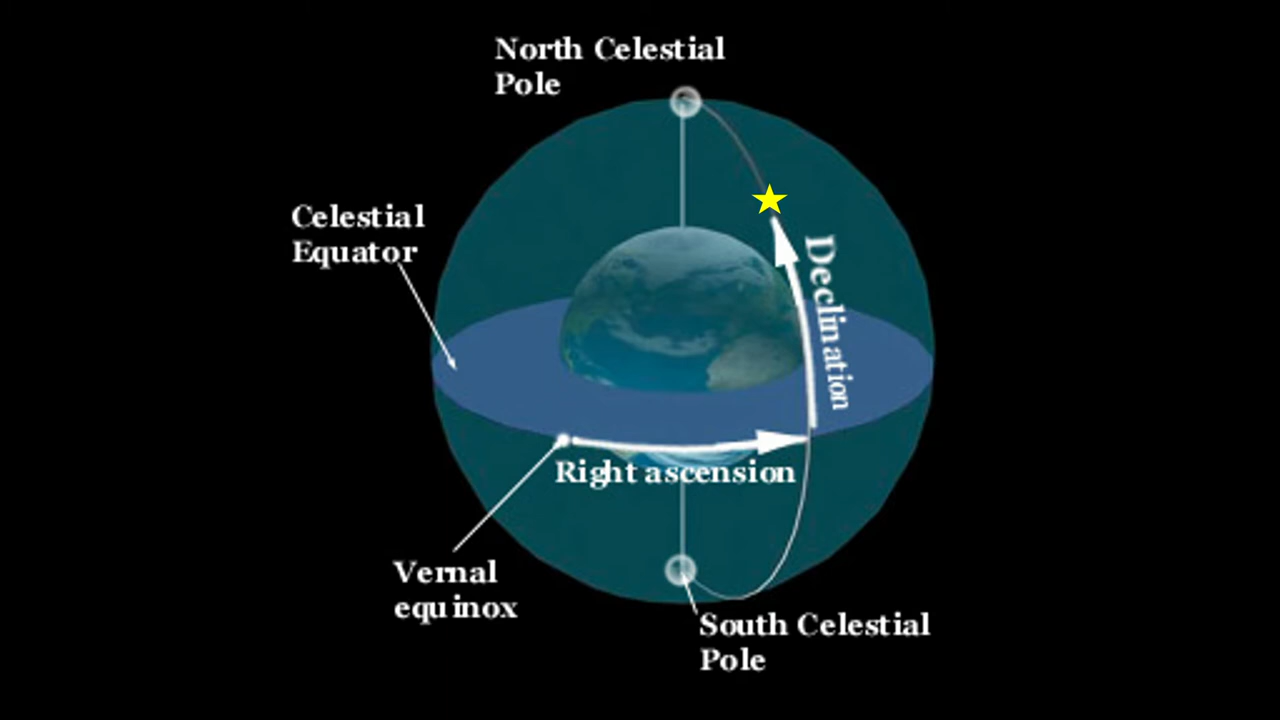 North Celestial
Pole
Celestial
Equator
Declination
Right ascension
Vernal
equinox
South Celestial
Pole